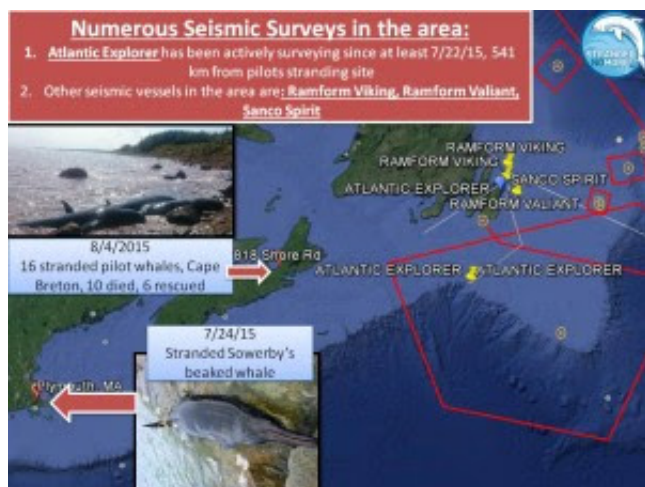 Numerous Seismic Surveys in the area:
1. Atlantic Explorer has been actively surveying since at least 7/22/15, 541
km from pilots stranding site
2. Other seismic vessels in the area are: Ramform Viking, Ramform Valiant,
Sanco Spirit
STRANDED
NO MORE
RAMFORM VIKING
RAMFORM VIKING
SANCO SPIRIT
ATLANTIC EXPLORER
RAMFORM VALIANT
8/4/2015
16 stranded pilot whales, Cape
Breton, 10 died, 6 rescued
818 Shore Rd
ATLANTIC EXPLORER
ATLANTIC EXPLORER
7/24/15
Stranded Sowerby's
beaked whale
Plymouth, MA